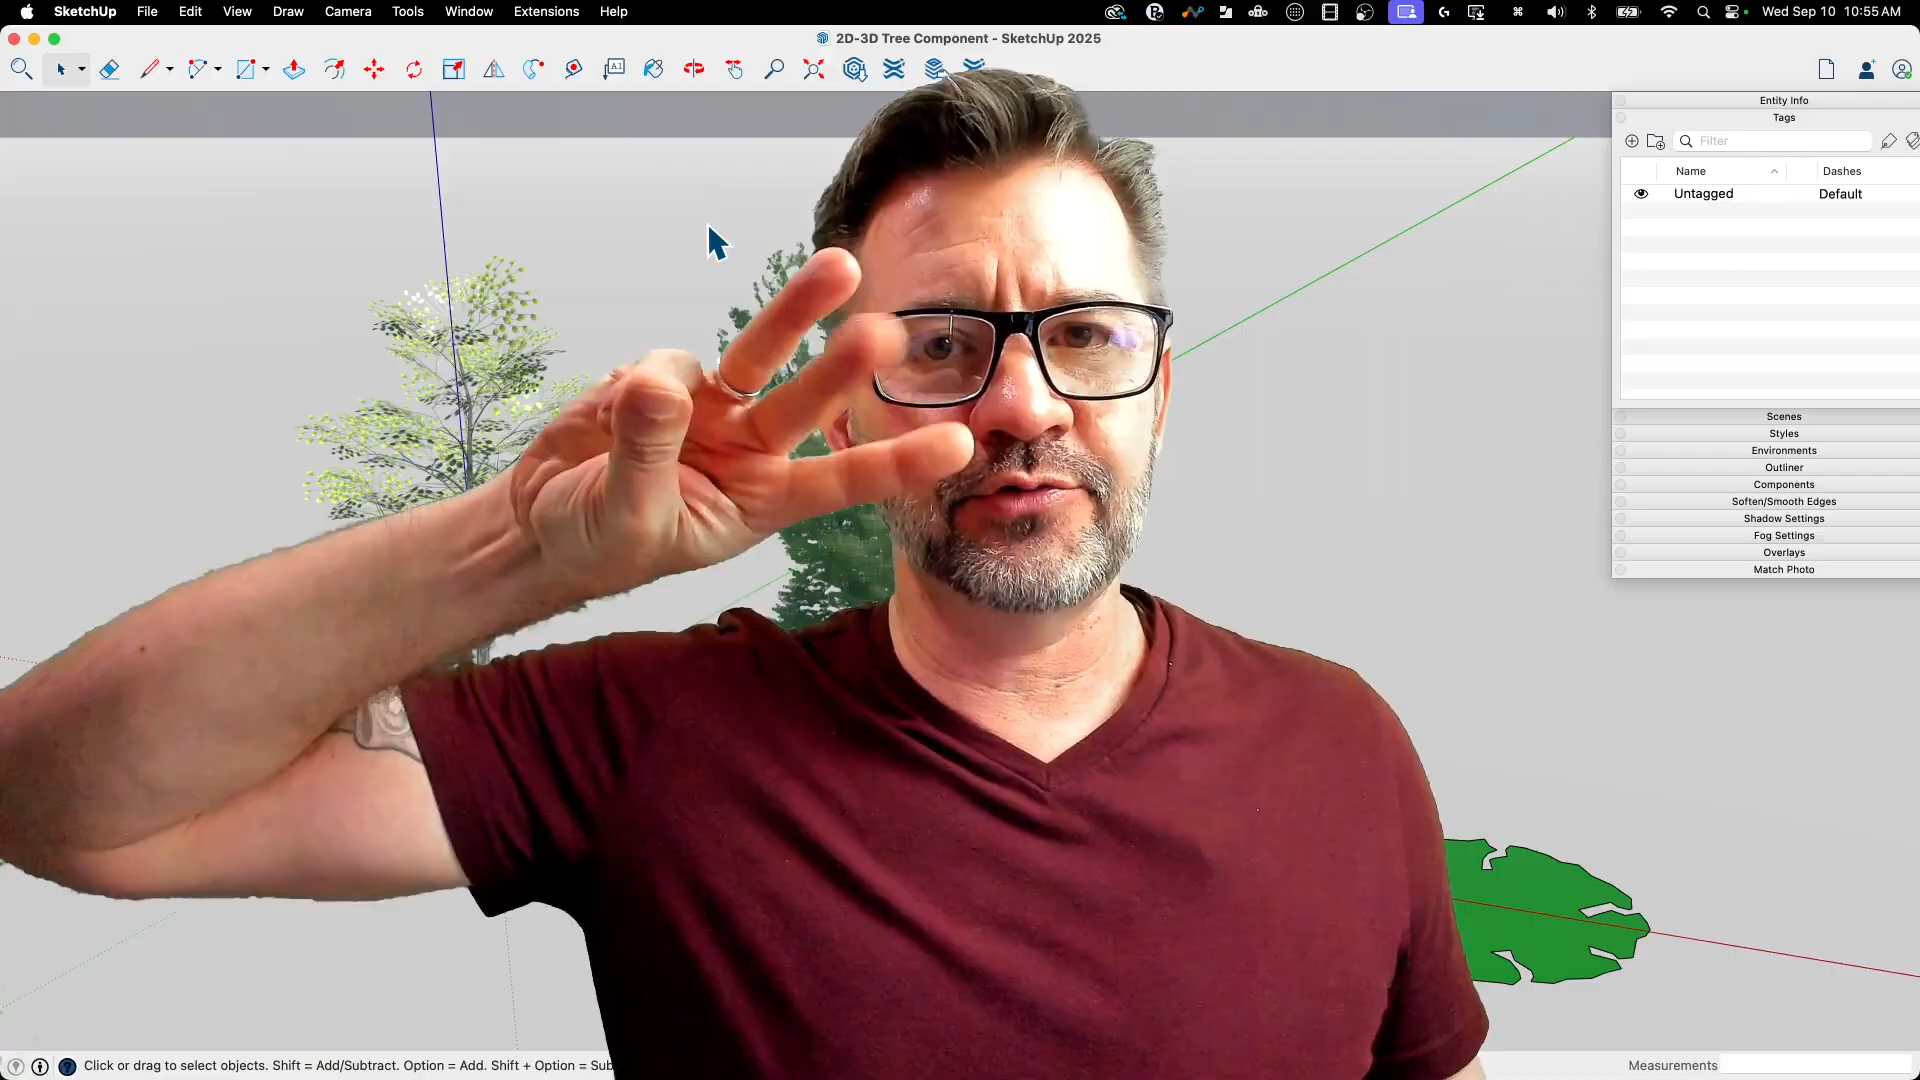 SketchUp File Edit View Draw Camera Tools Window Extensions Help
Wed Sep 10 10:55 AM
2D-3D Tree Component - SketchUp 2025
A1
Entity Info
Tags
Filter
Name Dashes
Untagged Default
Scenes
Styles
Environments
Outliner
Components
Soften/Smooth Edges
Shadow Settings
Fog Settings
Overlays
Match Photo
Click or drag to select objects. Shift = Add/Subtract. Option = Add. Shift + Option = Sub
Measurements